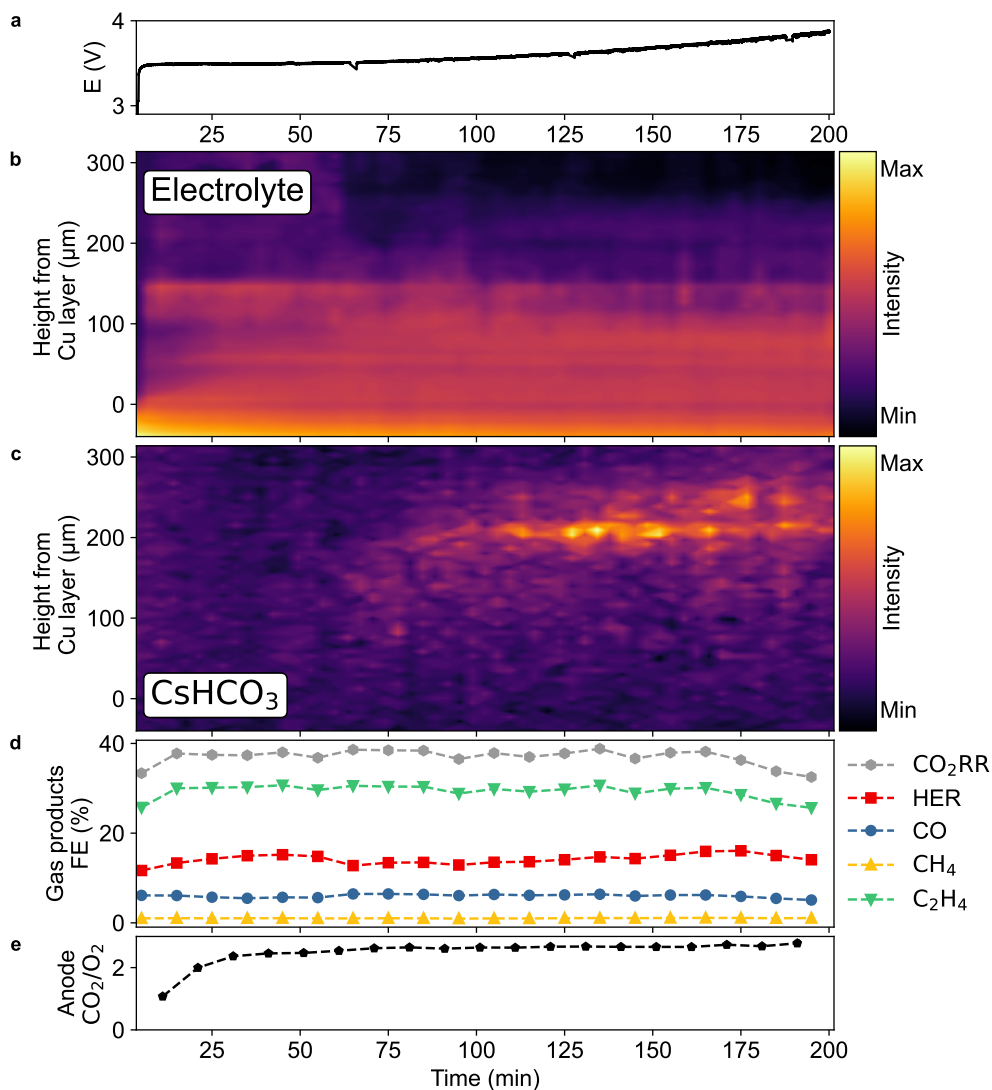 a
4
3
E (V)
25 50 75 100 125 150 175 200
b
300
200
100
0
Height from
Cu layer (µm)
Electrolyte
Max
Intensity
Min
c
300
200
100
0
Height from
Cu layer (µm)
CsHCO₃
Max
Intensity
Min
d
40
20
0
Gas products
FE (%)
CO₂RR
HER
CO
CH₄
C₂H₄
e
2
0
Anode
CO₂/O₂
25 50 75 100 125 150 175 200
Time (min)